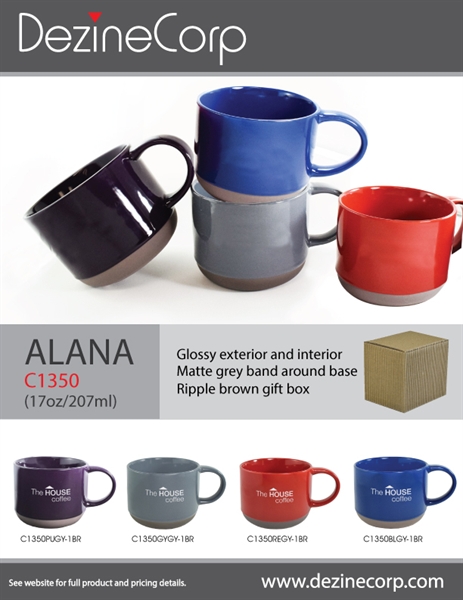 DezineCorp
ALANA
C1350
(17oz/207ml)
Glossy exterior and interior
Matte grey band around base
Ripple brown gift box
The HOUSE
coffee
The HOUSE
coffee
The HOUSE
coffee
The HOUSE
coffee
C1350PUGY-1BR
C1350GYGY-1BR
C1350REGY-1BR
C1350BLGY-1BR
See website for full product and pricing details.
www.dezinecorp.com